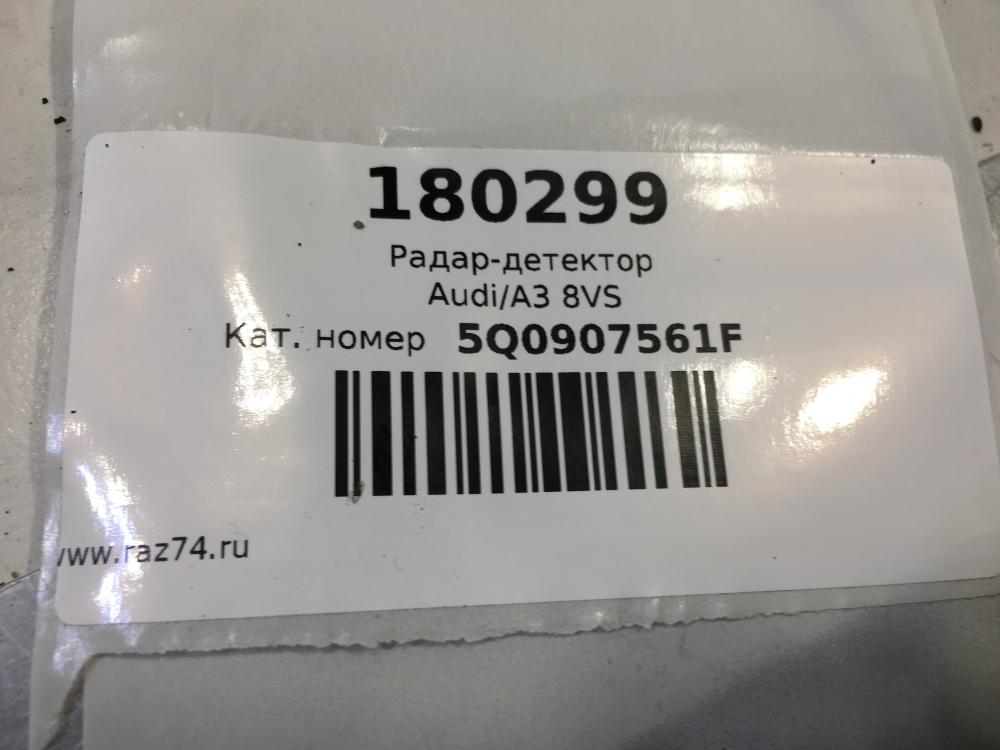 180299
Радар-детектор
Audi/A3 8VS
Кат. номер 5Q0907561F
www.raz74.ru